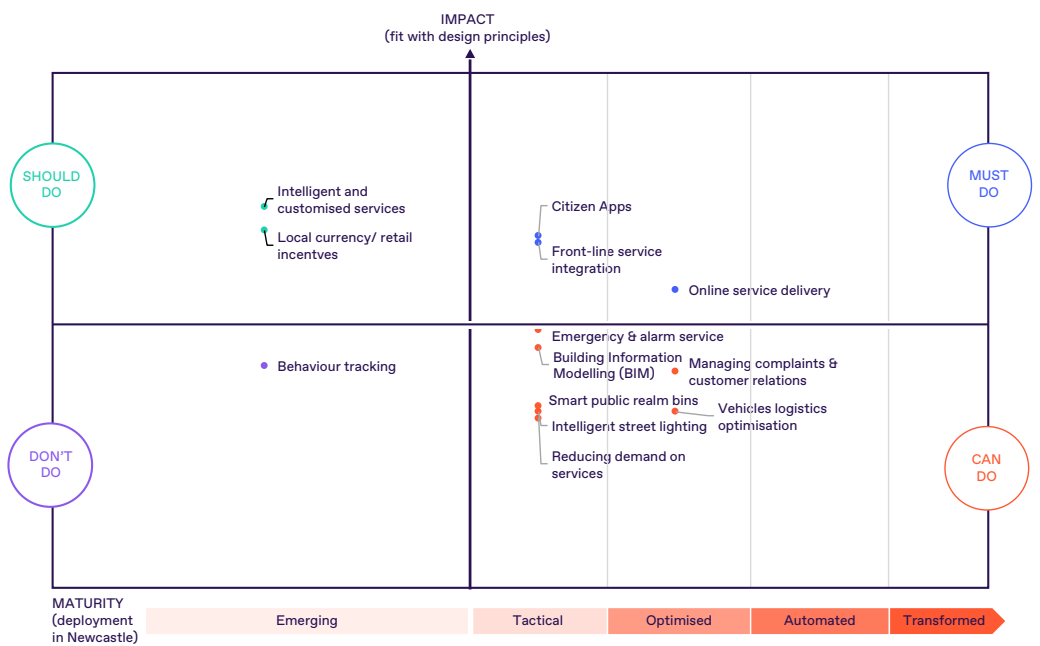 IMPACT
(fit with design principles)
SHOULD
DO
MUST
DO
Intelligent and
customised services
Local currency/ retail
incentves
Citizen Apps
Front-line service
integration
Online service delivery
Emergency & alarm service
Building Information
Modelling (BIM)
Managing complaints &
customer relations
Behaviour tracking
Smart public realm bins
Vehicles logistics
optimisation
Intelligent street lighting
Reducing demand on
services
DON'T
DO
CAN
DO
MATURITY
(deployment
in Newcastle)
Emerging
Tactical
Optimised
Automated
Transformed